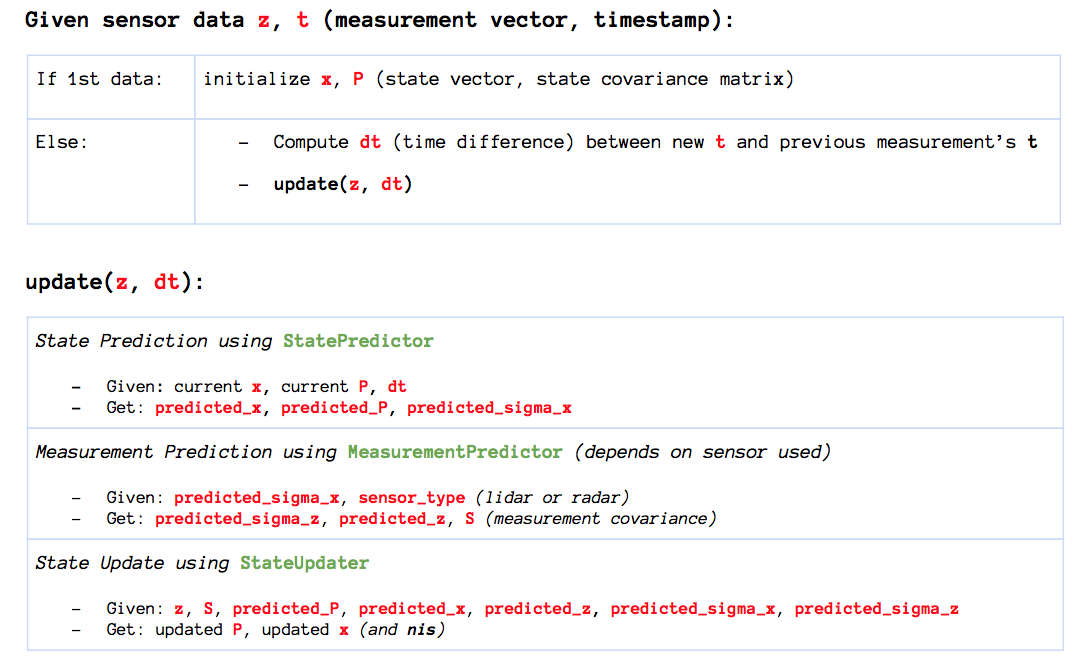 Given sensor data z, t (measurement vector, timestamp):
If 1st data: initialize x, P (state vector, state covariance matrix)
Else:
– Compute dt (time difference) between new t and previous measurement’s t
– update(z, dt)
update(z, dt):
State Prediction using StatePredictor
– Given: current x, current P, dt
– Get: predicted_x, predicted_P, predicted_sigma_x
Measurement Prediction using MeasurementPredictor (depends on sensor used)
– Given: predicted_sigma_x, sensor_type (lidar or radar)
– Get: predicted_sigma_z, predicted_z, S (measurement covariance)
State Update using StateUpdater
– Given: z, S, predicted_P, predicted_x, predicted_z, predicted_sigma_x, predicted_sigma_z
– Get: updated P, updated x (and nis)